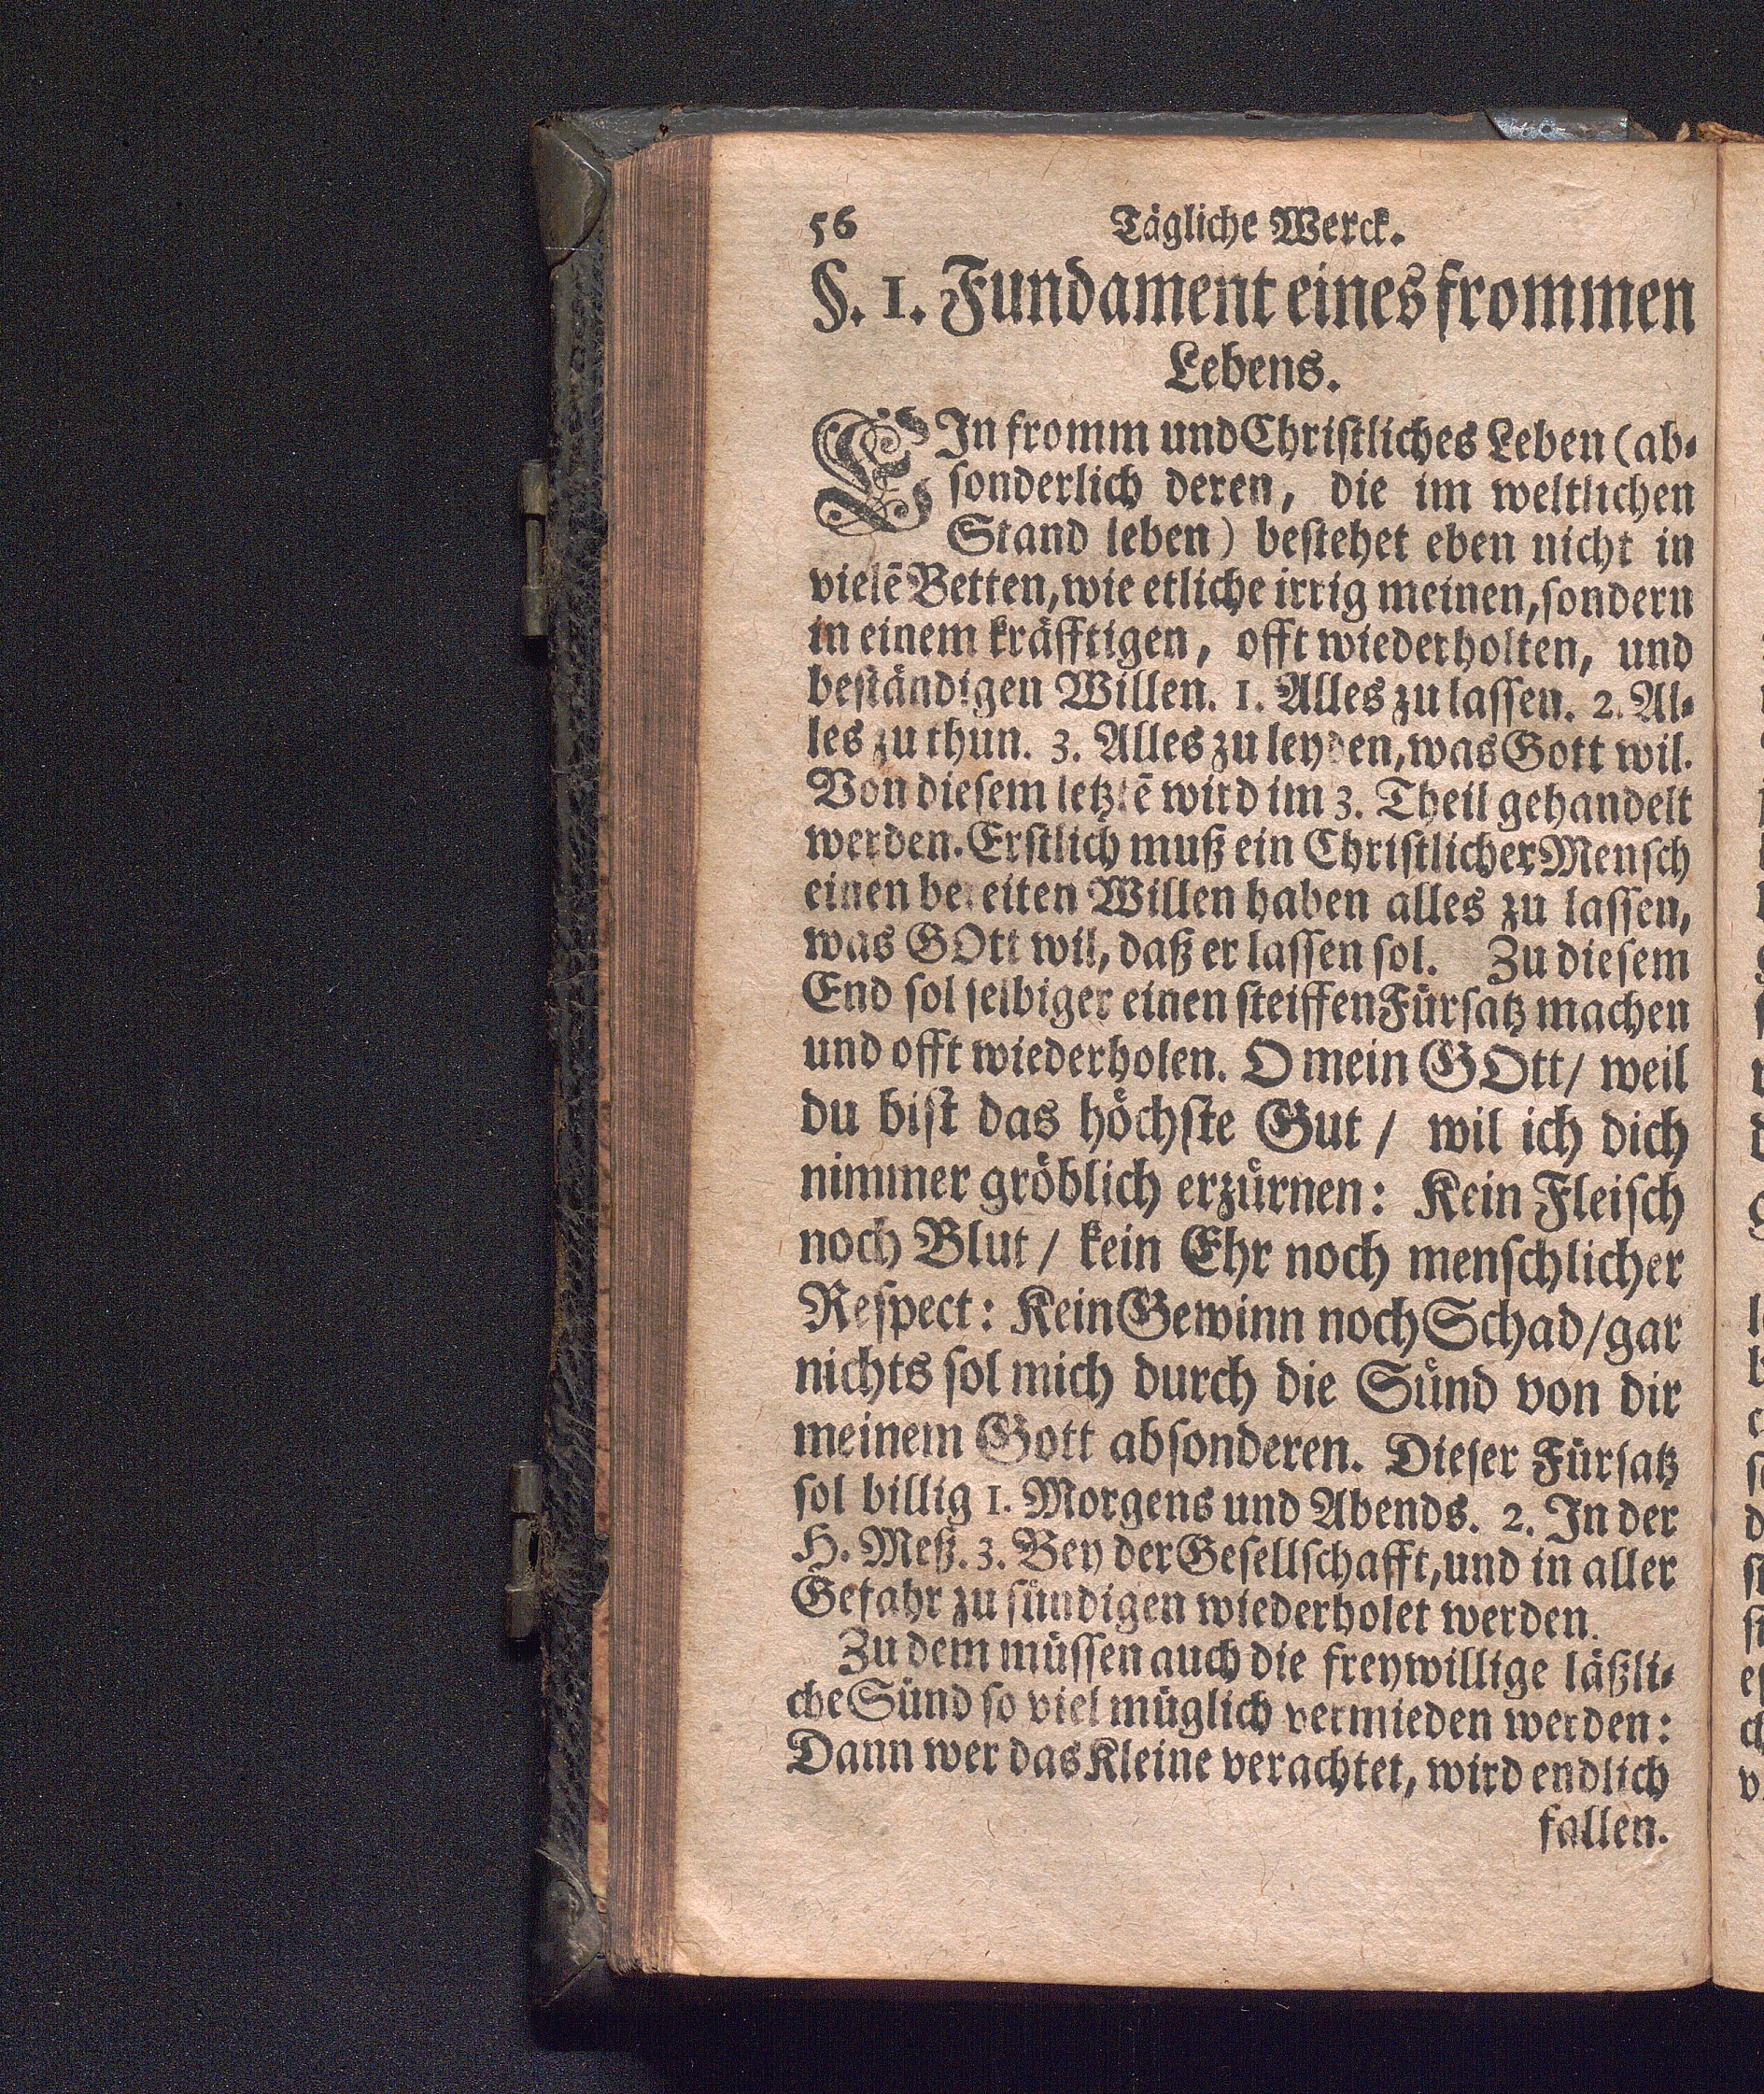 56 Tägliche Werck.
§. 1. Fundament eines frommen
Lebens.
EIn fromm und Christliches Leben (ab-
sonderlich deren, die im weltlichen
Stand leben) bestehet eben nicht in
vielē Betten, wie etliche irrig meinen, sondern
in einem kräfftigen, offt wiederholten, und
beständigen Willen. 1. Alles zu lassen. 2. Al-
les zu thun. 3. Alles zu leyden, was Gott wil.
Von diesem letztē wird im 3. Theil gehandelt
werden. Erstlich muß ein Christlicher Mensch
einen bereiten Willen haben alles zu lassen,
was GOtt wil, daß er lassen sol. Zu diesem
End sol selbiger einen steiffen Fürsatz machen
und offt wiederholen. O mein GOtt/ weil
du bist das höchste Gut / wil ich dich
nimmer gröblich erzürnen: Kein Fleisch
noch Blut / kein Ehr noch menschlicher
Respect: Kein Gewinn noch Schad/ gar
nichts sol mich durch die Sünd von dir
meinem Gott absonderen. Dieser Fürsatz
sol billig 1. Morgens und Abends. 2. In der
H. Meß. 3. Bey der Gesellschafft, und in aller
Gefahr zu sündigen wiederholet werden.
Zu dem müssen auch die freywillige läßli-
che Sünd so viel müglich vermieden werden:
Dann wer das Kleine verachtet, wird endlich
fallen.